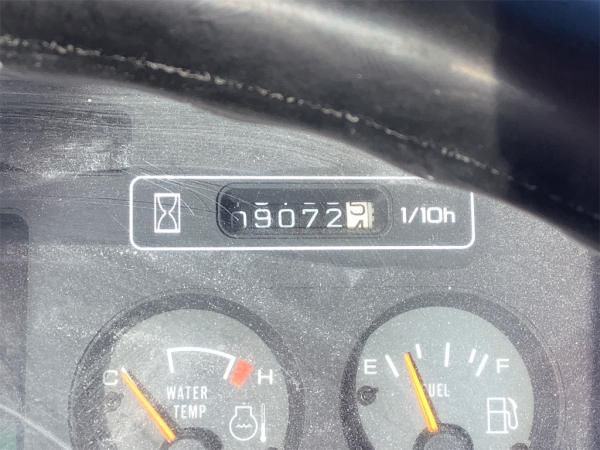 19072 1/10h
C H
WATER
TEMP
E F
FUEL